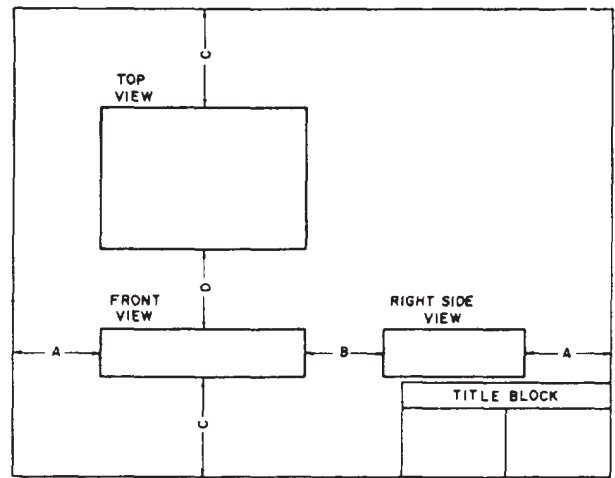 C
TOP
VIEW
D
FRONT
VIEW
RIGHT SIDE
VIEW
A
B
A
C
TITLE BLOCK